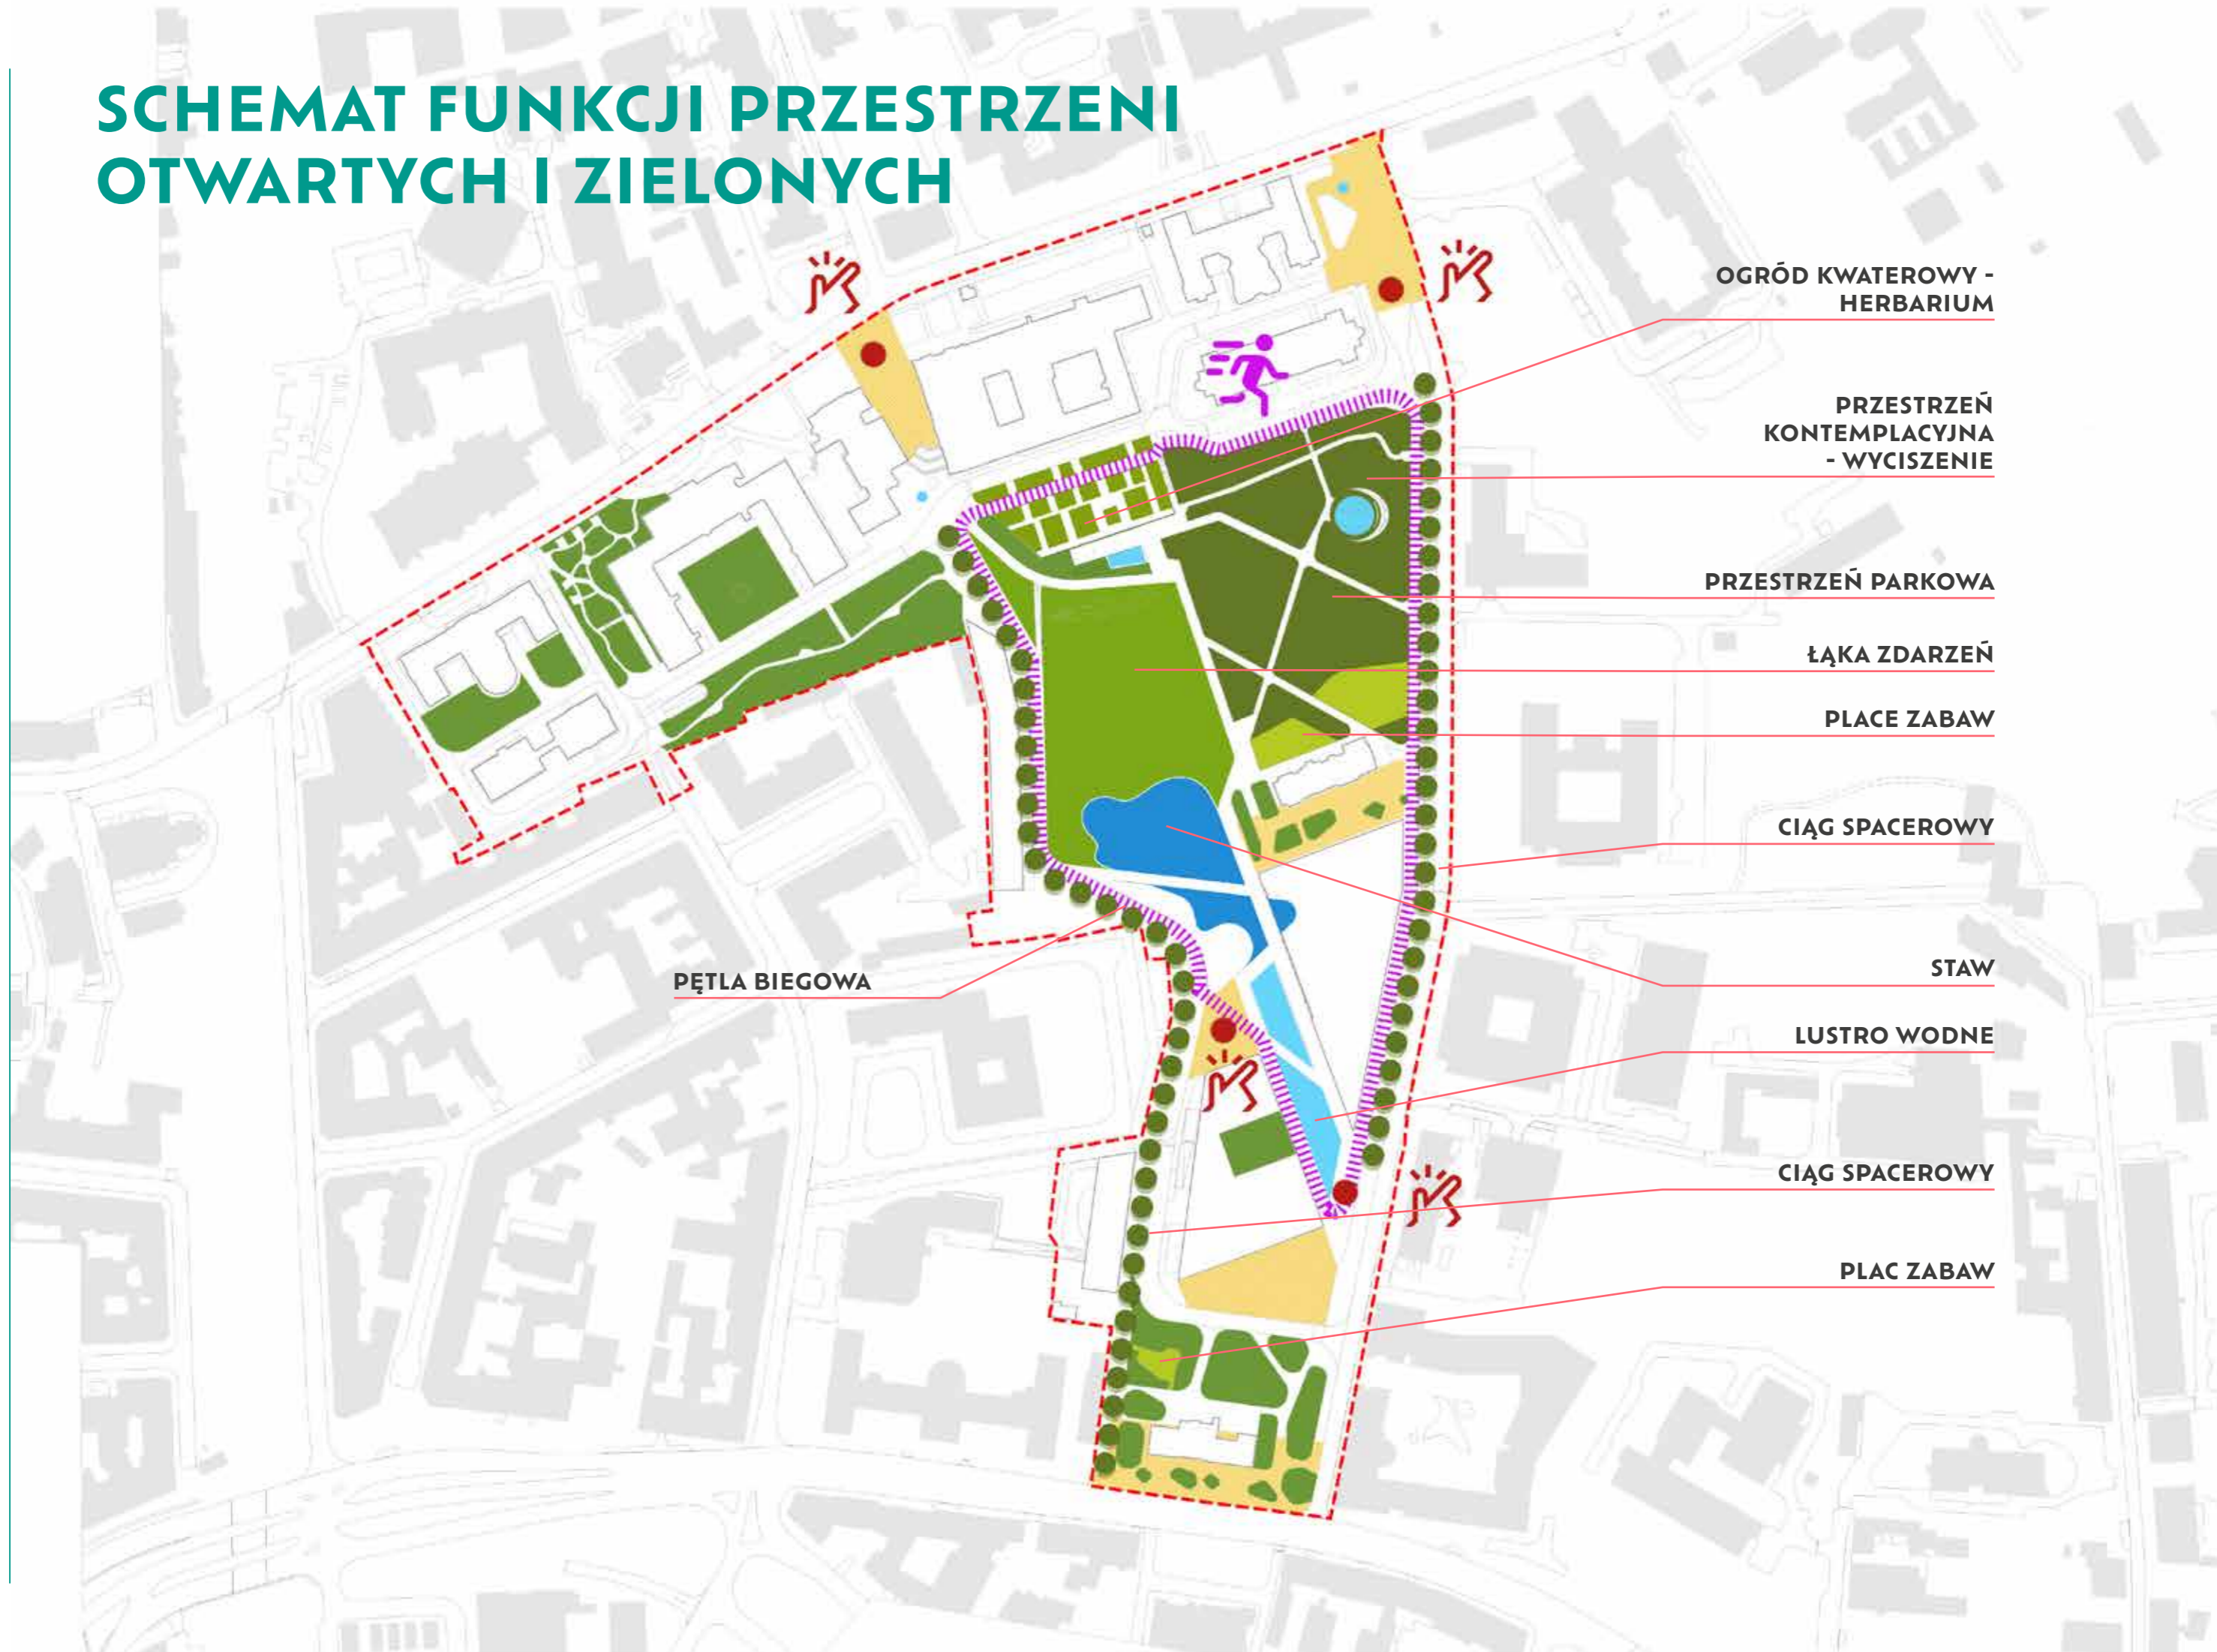 SCHEMAT FUNKCJI PRZESTRZENI
OTWARTYCH I ZIELONYCH
OGRÓD KWATEROWY -
HERBARIUM
PRZESTRZEŃ
KONTEMPLACYJNA
- WYCISZENIE
PRZESTRZEŃ PARKOWA
ŁĄKA ZDARZEŃ
PLACE ZABAW
CIĄG SPACEROWY
STAW
PĘTLA BIEGOWA
LUSTRO WODNE
CIĄG SPACEROWY
PLAC ZABAW